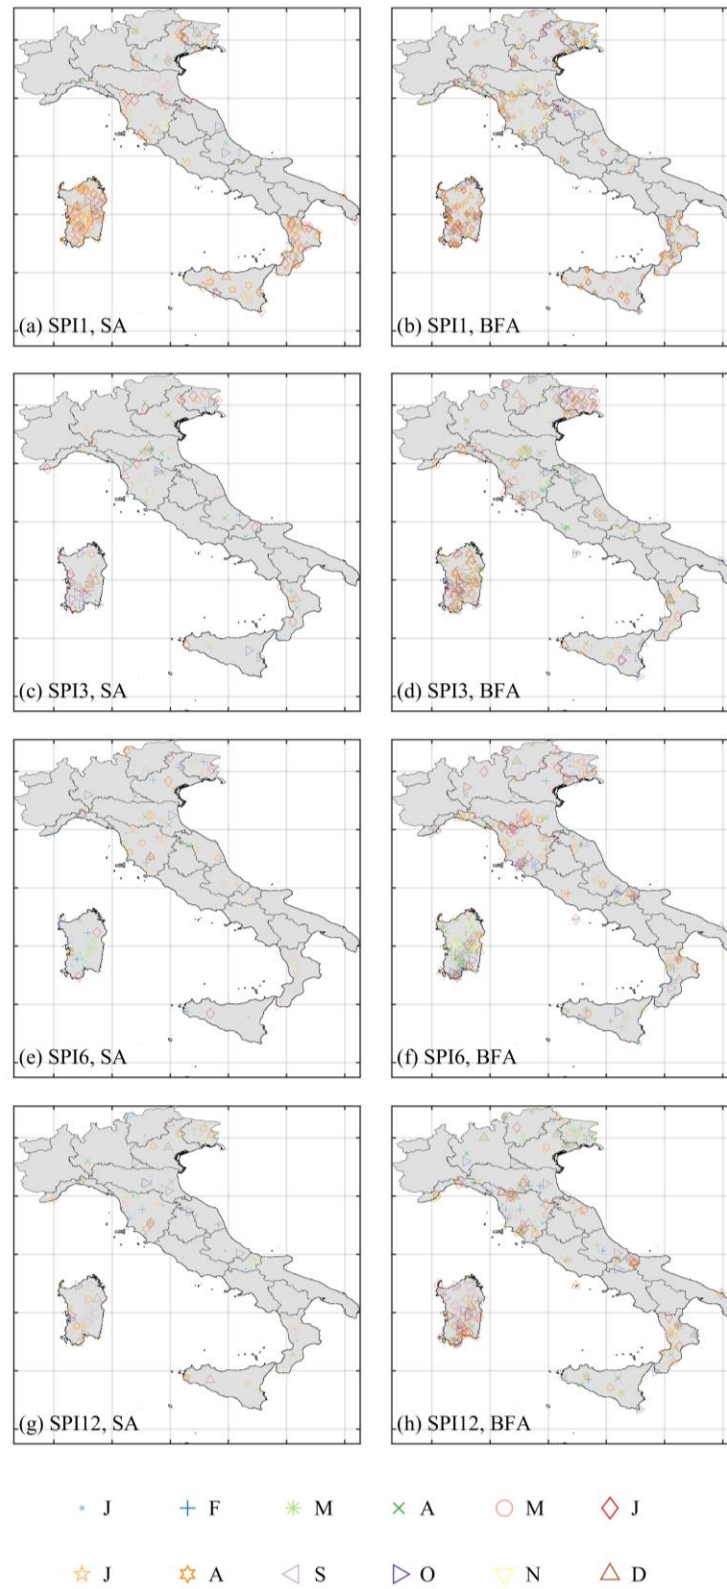 (a) SPI1, SA
(b) SPI1, BFA
(c) SPI3, SA
(d) SPI3, BFA
(e) SPI6, SA
(f) SPI6, BFA
(g) SPI12, SA
(h) SPI12, BFA
J F M A M J
J A S O N D